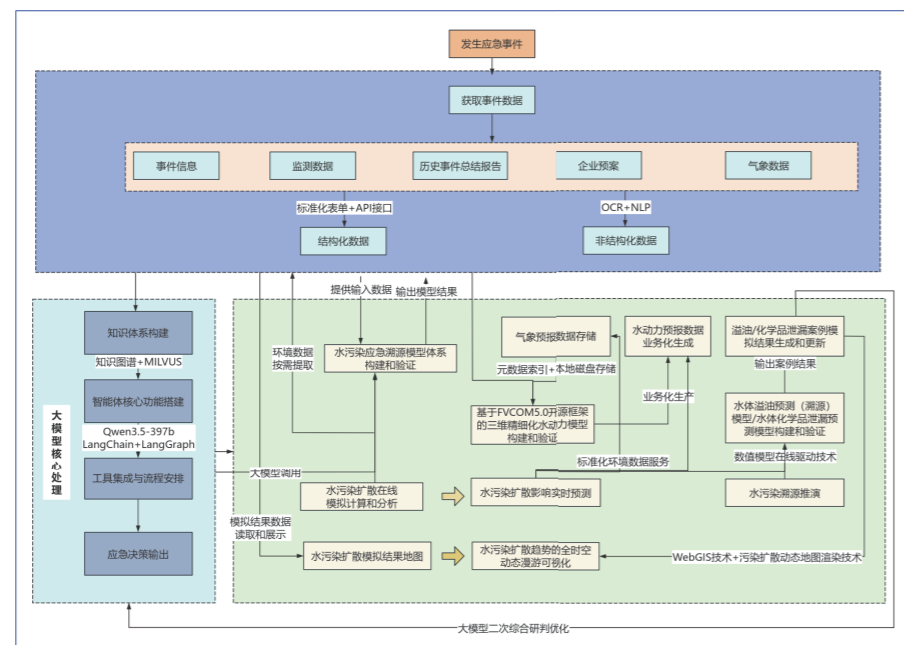 发生应急事件
获取事件数据
事件信息
监测数据
历史事件总结报告
企业预案
气象数据
标准化表单+API接口
OCR+NLP
结构化数据
非结构化数据
提供输入数据
输出模型结果
大模型核心处理
知识体系构建
知识图谱+MILVUS
智能体核心功能搭建
Qwen3.5-397b
LangChain+LangGraph
工具集成与流程安排
应急决策输出
环境数据
按需提取
水污染应急溯源模型体系
构建和验证
气象预报数据存储
水动力预报数据
业务化生成
溢油/化学品泄漏案例模
拟结果生成和更新
元数据索引+本地磁盘存储
输出案例结果
业务化生产
基于FVCOM5.0开源框架
的三维精细化水动力模型
构建和验证
水体溢油预测（溯源）
模型/水体化学品泄漏预
测模型构建和验证
大模型调用
标准化环境数据服务
数值模型在线驱动技术
水污染扩散在线
模拟计算和分析
水污染扩散影响实时预测
水污染溯源推演
模拟结果数据
读取和展示
水污染扩散模拟结果地图
水污染扩散趋势的全时空
动态漫游可视化
WebGIS技术+污染扩散动态地图渲染技术
大模型二次综合研判优化